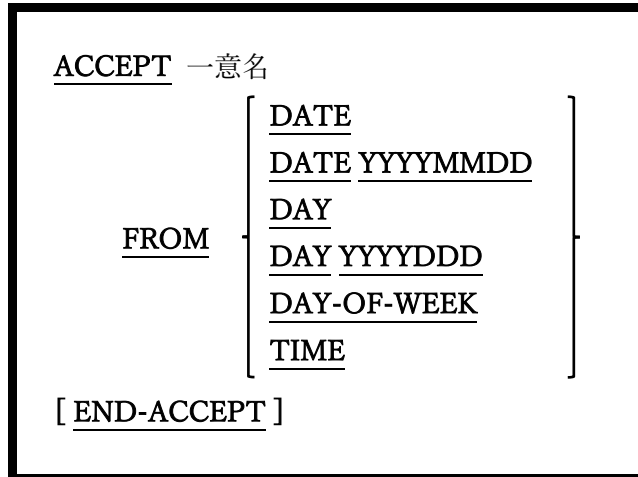 ACCEPT 一意名
DATE
DATE YYYYMMDD
DAY
FROM
DAY YYYYDDD
DAY-OF-WEEK
TIME
[ END-ACCEPT ]